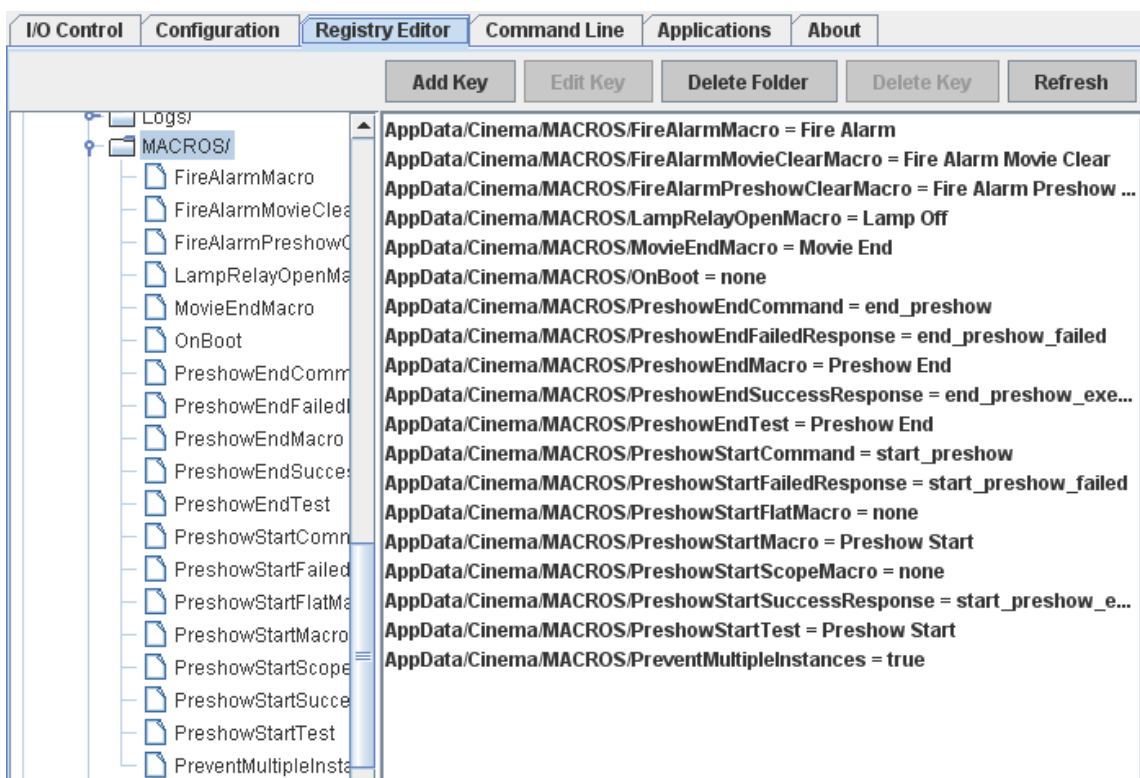 I/O Control Configuration Registry Editor Command Line Applications About
Add Key Edit Key Delete Folder Delete Key Refresh
Logs/
MACROS/
FireAlarmMacro
FireAlarmMovieClea
FireAlarmPreshowC
LampRelayOpenMa
MovieEndMacro
OnBoot
PreshowEndComm
PreshowEndFailed
PreshowEndMacro
PreshowEndSucces
PreshowEndTest
PreshowStartComn
PreshowStartFailed
PreshowStartFlatMa
PreshowStartMacro
PreshowStartScope
PreshowStartSucce
PreshowStartTest
PreventMultipleInsta
AppData/Cinema/MACROS/FireAlarmMacro = Fire Alarm
AppData/Cinema/MACROS/FireAlarmMovieClearMacro = Fire Alarm Movie Clear
AppData/Cinema/MACROS/FireAlarmPreshowClearMacro = Fire Alarm Preshow ...
AppData/Cinema/MACROS/LampRelayOpenMacro = Lamp Off
AppData/Cinema/MACROS/MovieEndMacro = Movie End
AppData/Cinema/MACROS/OnBoot = none
AppData/Cinema/MACROS/PreshowEndCommand = end_preshow
AppData/Cinema/MACROS/PreshowEndFailedResponse = end_preshow_failed
AppData/Cinema/MACROS/PreshowEndMacro = Preshow End
AppData/Cinema/MACROS/PreshowEndSuccessResponse = end_preshow_exe...
AppData/Cinema/MACROS/PreshowEndTest = Preshow End
AppData/Cinema/MACROS/PreshowStartCommand = start_preshow
AppData/Cinema/MACROS/PreshowStartFailedResponse = start_preshow_failed
AppData/Cinema/MACROS/PreshowStartFlatMacro = none
AppData/Cinema/MACROS/PreshowStartMacro = Preshow Start
AppData/Cinema/MACROS/PreshowStartScopeMacro = none
AppData/Cinema/MACROS/PreshowStartSuccessResponse = start_preshow_e...
AppData/Cinema/MACROS/PreshowStartTest = Preshow Start
AppData/Cinema/MACROS/PreventMultipleInstances = true